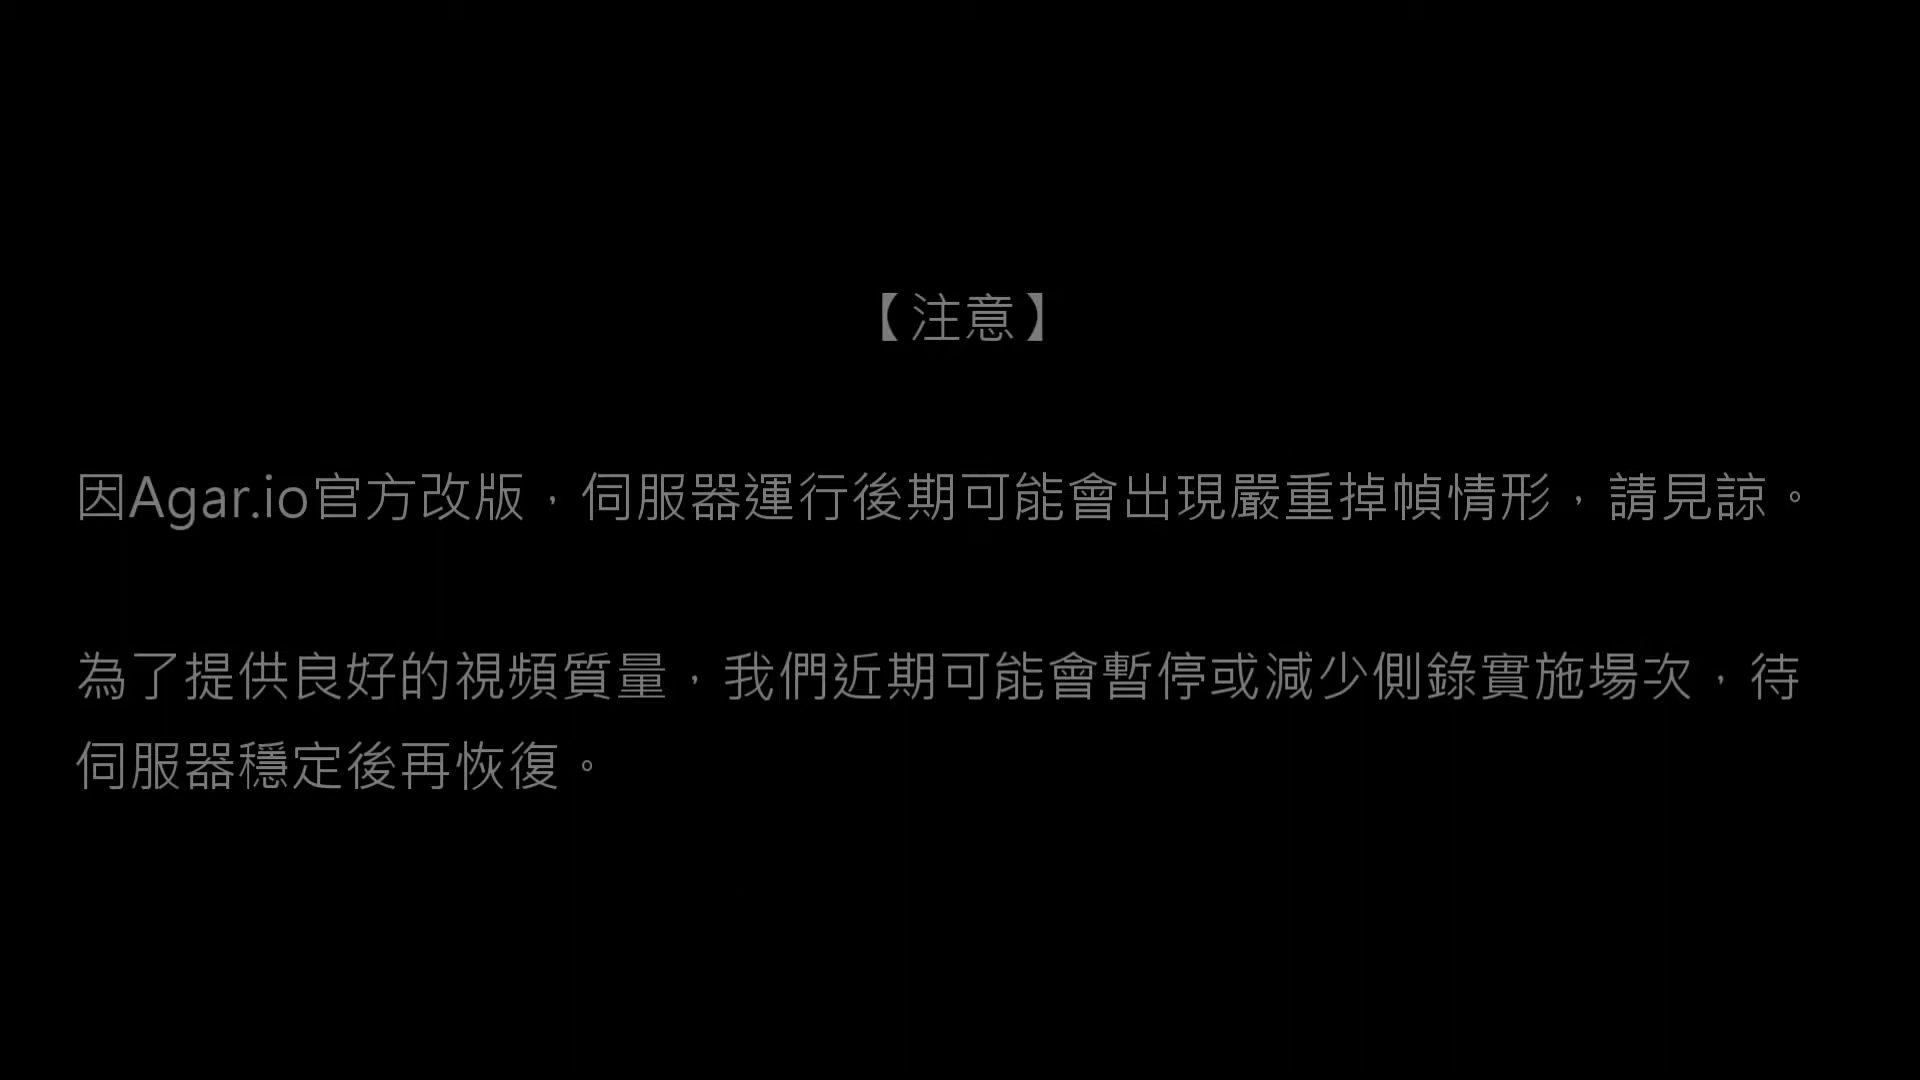 【注意】
因Agar.io官方改版，伺服器運行後期可能會出現嚴重掉幀情形，請見諒。
為了提供良好的視頻質量，我們近期可能會暫停或減少側錄實施場次，待
伺服器穩定後再恢復。